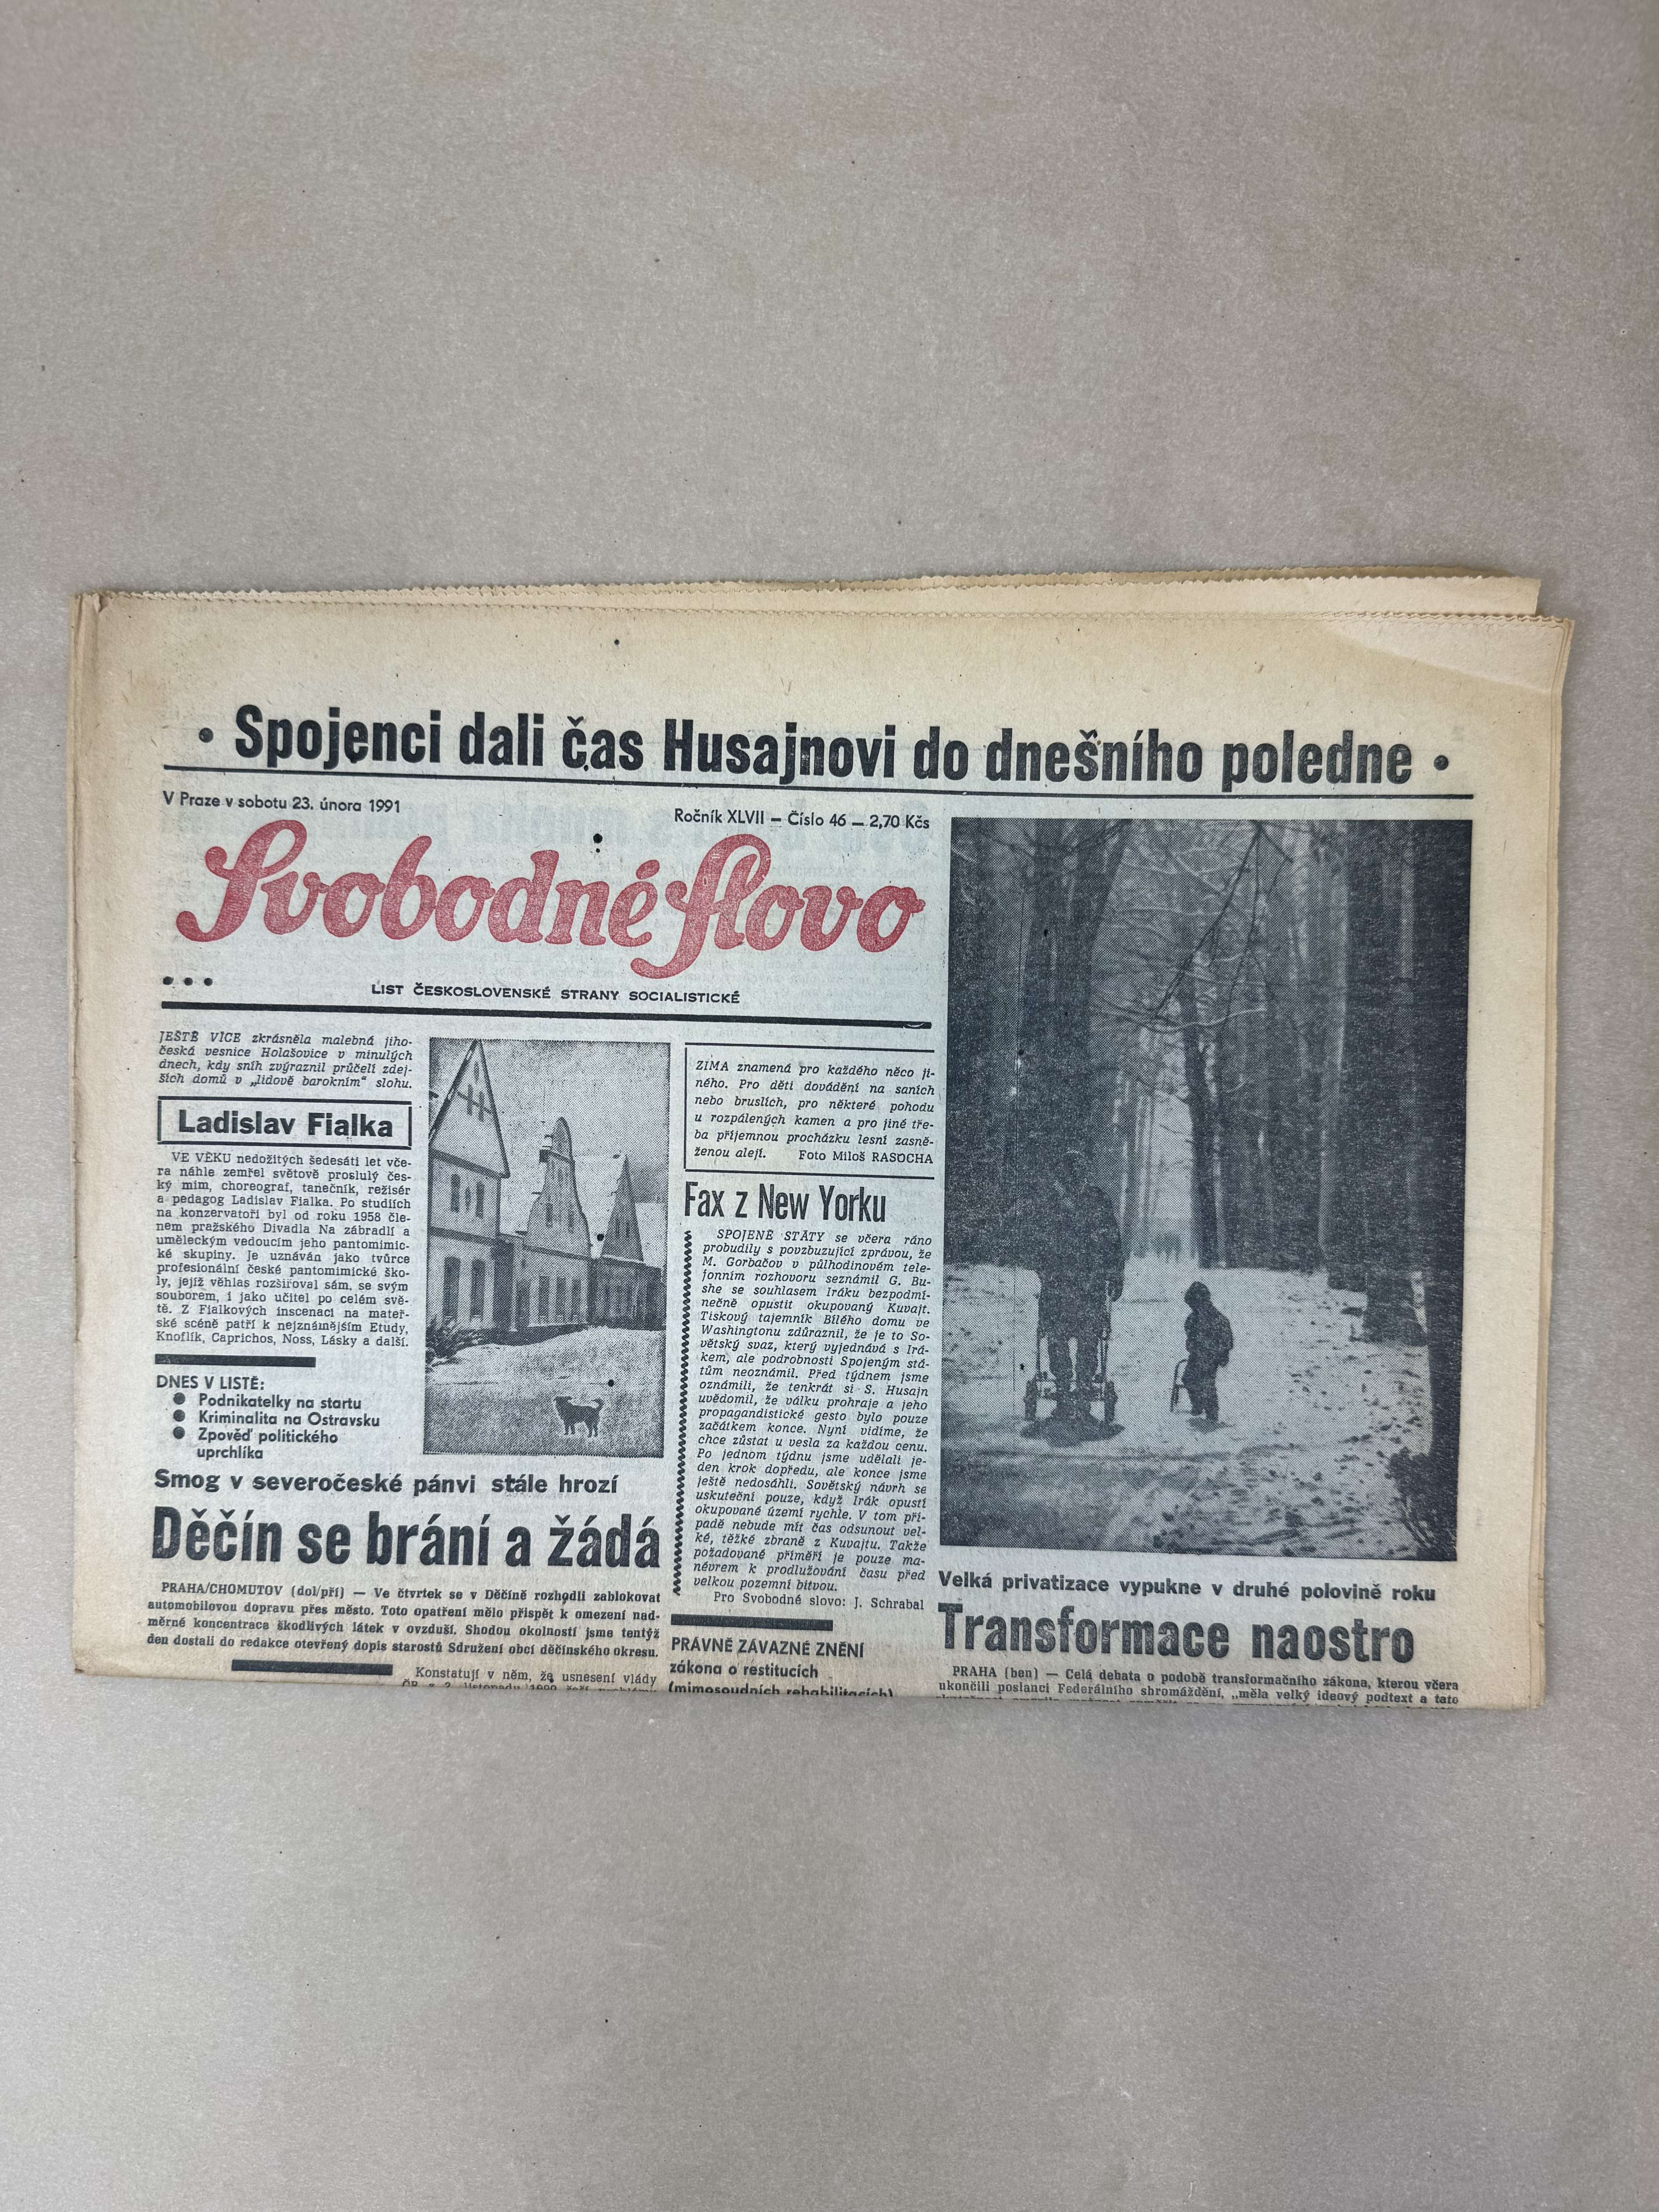 • Spojenci dali čas Husajnovi do dnešního poledne •
V Praze v sobotu 23. února 1991
Ročník XLVII — Číslo 46 — 2,70 Kčs
Svobodné slovo
LIST ČESKOSLOVENSKÉ STRANY SOCIALISTICKÉ
JEŠTĚ VÍCE zkrásněla malebná jiho-
česká vesnice Holašovice v minulých
dnech, kdy sníh zvýraznil průčelí zdej-
ších domů v „lidově barokním“ slohu.
Ladislav Fialka
VE VĚKU nedožitých šedesáti let vče-
ra náhle zemřel světově proslulý čes-
ký mim, choreograf, tanečník, režisér
a pedagog Ladislav Fialka. Po studiích
na konzervatoři byl od roku 1958 čle-
nem pražského Divadla Na zábradlí a
uměleckým vedoucím jeho pantomimic-
ké skupiny. Je uznáván jako tvůrce
profesionální české pantomimické ško-
ly, jejíž věhlas rozšiřoval sám, se svým
souborem, i jako učitel po celém svě-
tě. Z Fialkových inscenací na mateř-
ské scéně patří k nejznámějším Etudy,
Knoflík, Caprichos, Noss, Lásky a další.
DNES V LISTĚ:
● Podnikatelky na startu
● Kriminalita na Ostravsku
● Zpověď politického
uprchlíka
ZIMA znamená pro každého něco ji-
ného. Pro děti dovádění na saních
nebo bruslích, pro některé pohodu
u rozpálených kamen a pro jiné tře-
ba příjemnou procházku lesní zasně-
ženou alejí. Foto Miloš RASOCHA
Fax z New Yorku
SPOJENÉ STÁTY se včera ráno
probudily s povzbuzující zprávou, že
M. Gorbačov v půlhodinovém tele-
jonním rozhovoru seznámil G. Bu-
she se souhlasem Iráku bezpodmí-
nečně opustit okupovaný Kuvajt.
Tiskový tajemník Bílého domu ve
Washingtonu zdůraznil, že je to So-
větský svaz, který vyjednává s Irá-
kem, ale podrobnosti Spojeným stá-
tům neoznámil. Před týdnem jsme
oznámili, že tenkrát si S. Husajn
uvědomil, že válku prohraje a jeho
propagandistické gesto bylo pouze
začátkem konce. Nyní vidíme, že
chce zůstat u vesla za každou cenu.
Po jednom týdnu jsme udělali je-
den krok dopředu, ale konce jsme
ještě nedosáhli. Sovětský návrh se
uskuteční pouze, když Irák opustí
okupované území rychle. V tom pří-
padě nebude mít čas odsunout vel-
ké, těžké zbraně z Kuvajtu. Takže
požadované příměří je pouze ma-
névrem k prodlužování času před
velkou pozemní bitvou.
Pro Svobodné slovo: J. Schrabal
Smog v severočeské pánvi stále hrozí
Děčín se brání a žádá
PRAHA/CHOMUTOV (dol/pří) — Ve čtvrtek se v Děčíně rozhodli zablokovat
automobilovou dopravu přes město. Toto opatření mělo přispět k omezení nad-
měrné koncentrace škodlivých látek v ovzduší. Shodou okolností jsme tentýž
den dostali do redakce otevřený dopis starostů Sdružení obcí děčínského okresu.
Konstatují v něm, že usnesení vlády
ČR z 2. listopadu 1990
PRÁVNĚ ZÁVAZNÉ ZNĚNÍ
zákona o restitucích
(mimosoudních rehabilitacích)
Velká privatizace vypukne v druhé polovině roku
Transformace naostro
PRAHA (ben) — Celá debata o podobě transformačního zákona, kterou včera
ukončili poslanci Federálního shromáždění, „měla velký ideový podtext a tato